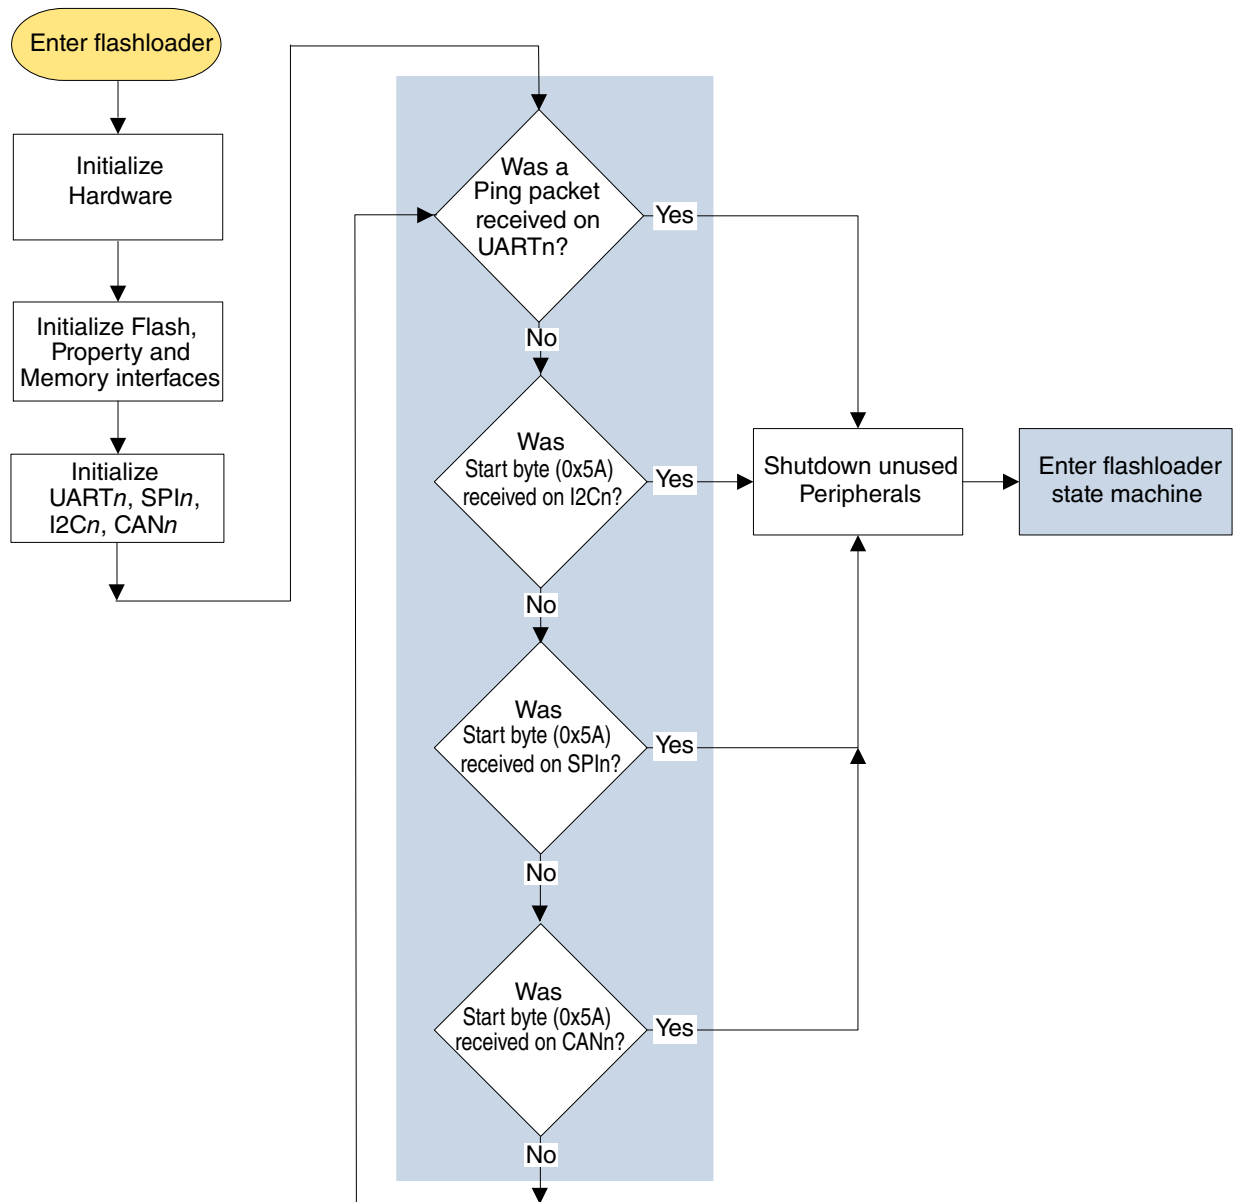 Enter flashloader
Initialize
Hardware
Initialize Flash,
Property and
Memory interfaces
Initialize
UARTn, SPIn,
I2Cn, CANn
Was a
Ping packet
received on
UARTn?
Yes
No
Was
Start byte (0x5A)
received on I2Cn?
Yes
No
Was
Start byte (0x5A)
received on SPIn?
Yes
No
Was
Start byte (0x5A)
received on CANn?
Yes
No
Shutdown unused
Peripherals
Enter flashloader
state machine